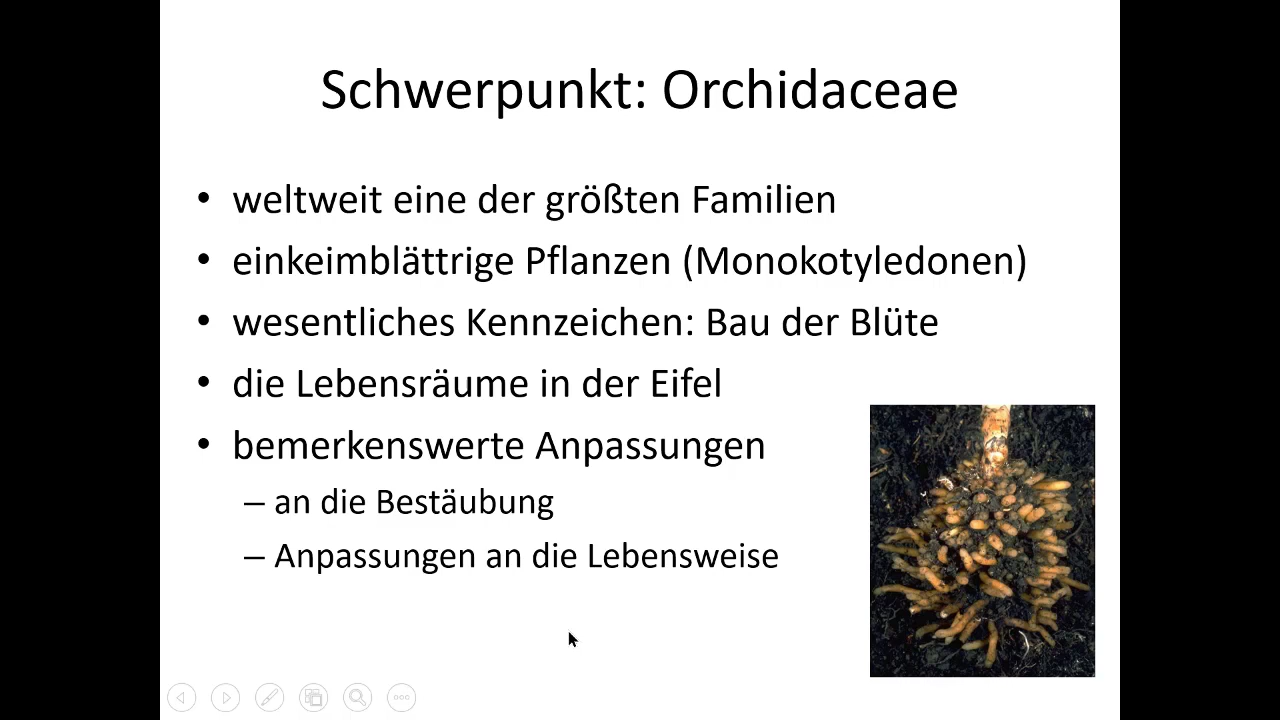 Schwerpunkt: Orchidaceae
• weltweit eine der größten Familien
• einkeimblättrige Pflanzen (Monokotyledonen)
• wesentliches Kennzeichen: Bau der Blüte
• die Lebensräume in der Eifel
• bemerkenswerte Anpassungen
– an die Bestäubung
– Anpassungen an die Lebensweise